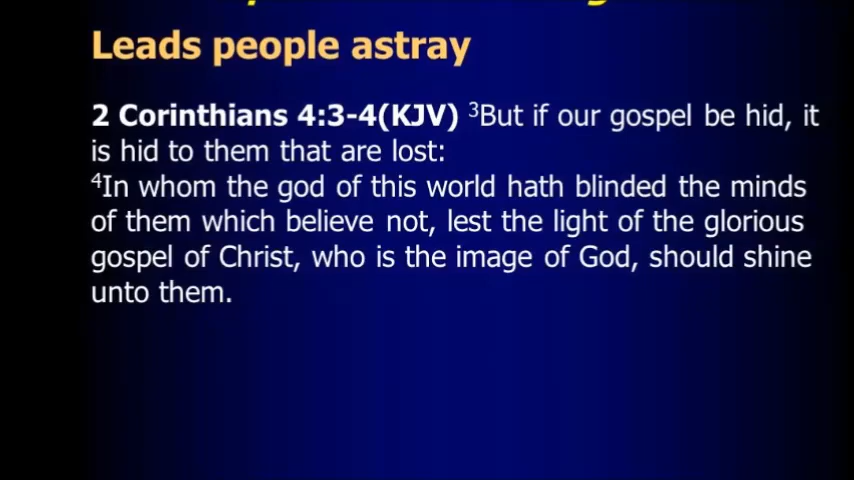 Leads people astray
2 Corinthians 4:3-4(KJV) ³But if our gospel be hid, it
is hid to them that are lost:
⁴In whom the god of this world hath blinded the minds
of them which believe not, lest the light of the glorious
gospel of Christ, who is the image of God, should shine
unto them.